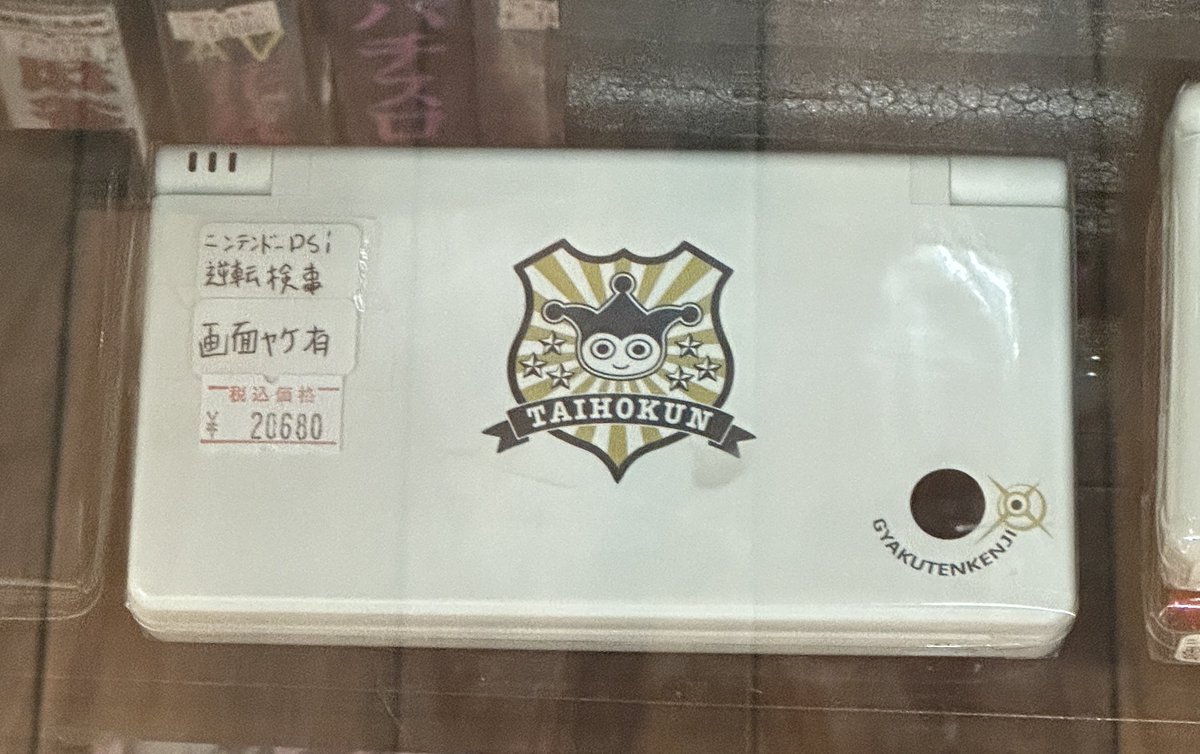 ニンテンドーDSi
逆転検事
画面ヤケ有
税込価格
¥ 20680
TAIHOKUN
GYAKUTENKENJI